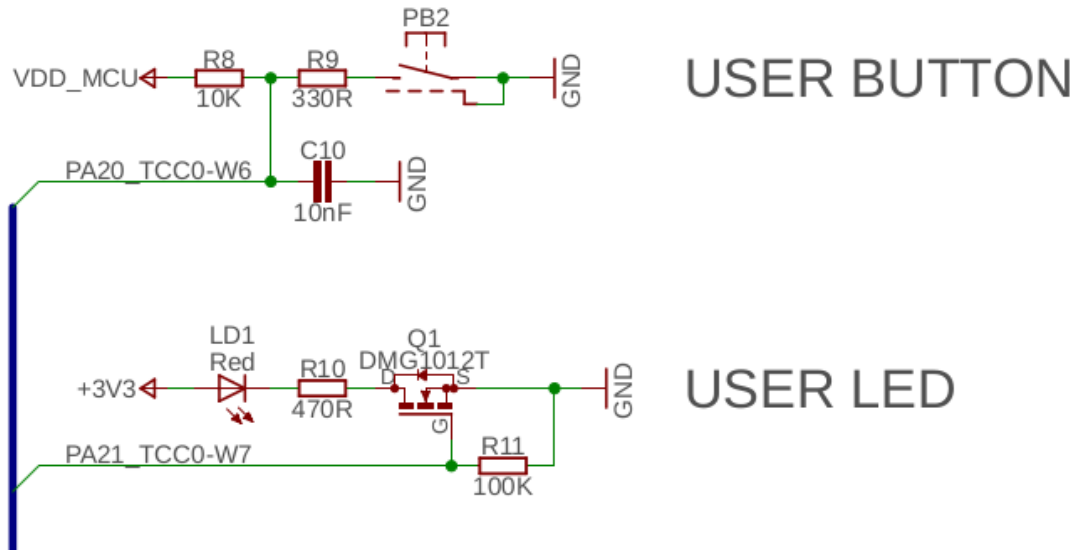 PB2
R8
R9
VDD_MCU
10K
330R
GND
USER BUTTON
C10
PA20_TCC0-W6
10nF
GND
LD1
Red
Q1
DMG1012T
R10
D
S
+3V3
470R
GND
USER LED
G
PA21_TCC0-W7
R11
100K